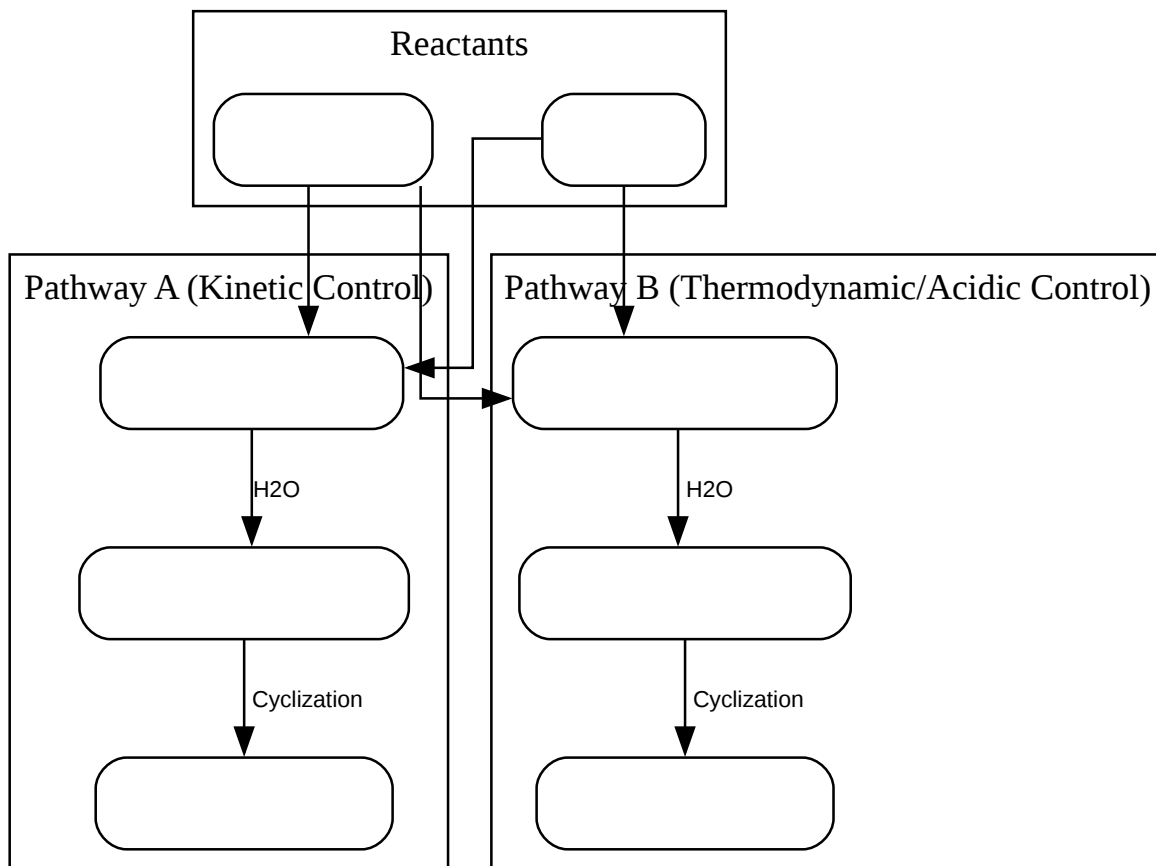 Reactants
Pathway A (Kinetic Control)
Pathway B (Thermodynamic/Acidic Control)
H2O
H2O
Cyclization
Cyclization